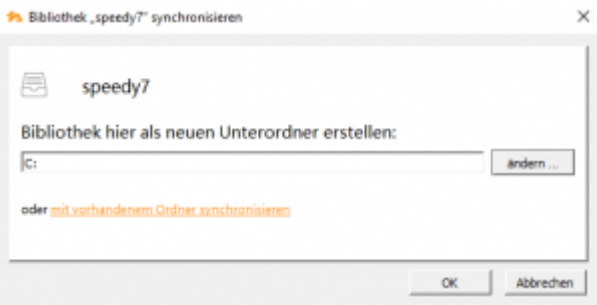 Bibliothek „speedy7" synchronisieren
speedy7
Bibliothek hier als neuen Unterordner erstellen:
C:
ändern ...
oder mit vorhandenem Ordner synchronisieren
OK Abbrechen